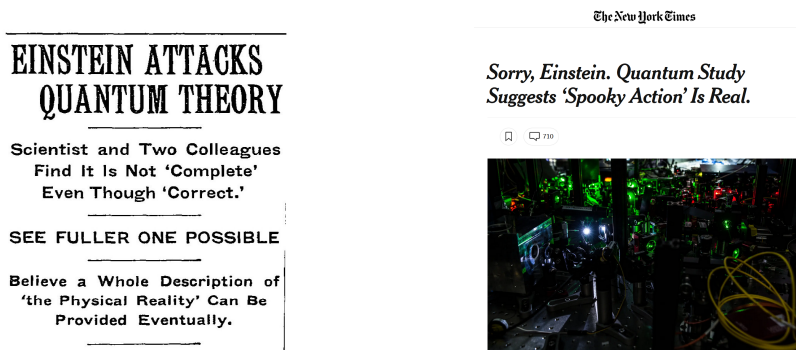 EINSTEIN ATTACKS
QUANTUM THEORY
Scientist and Two Colleagues
Find It Is Not ‘Complete’
Even Though ‘Correct.’
SEE FULLER ONE POSSIBLE
Believe a Whole Description of
‘the Physical Reality’ Can Be
Provided Eventually.
The New York Times
Sorry, Einstein. Quantum Study
Suggests ‘Spooky Action’ Is Real.
710